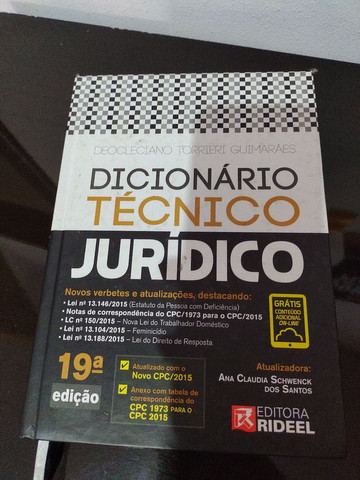 DEOCLECIANO TORRIERI GUIMARÃES
DICIONÁRIO
TÉCNICO
JURÍDICO
Novos verbetes e atualizações, destacando:
• Lei nº 13.146/2015 (Estatuto da Pessoa com Deficiência)
• Notas de correspondência do CPC/1973 para o CPC/2015
• LC nº 150/2015 – Nova Lei do Trabalhador Doméstico
• Lei nº 13.104/2015 – Feminicídio
• Lei nº 13.188/2015 – Lei do Direito de Resposta
GRÁTIS
CONTEÚDO
ADICIONAL
ON-LINE
19ª
edição
Atualizado com o
Novo CPC/2015
Anexo com tabela de
correspondência do
CPC 1973 PARA O
CPC 2015
Atualizadora:
ANA CLAUDIA SCHWENCK
DOS SANTOS
EDITORA
RIDEEL